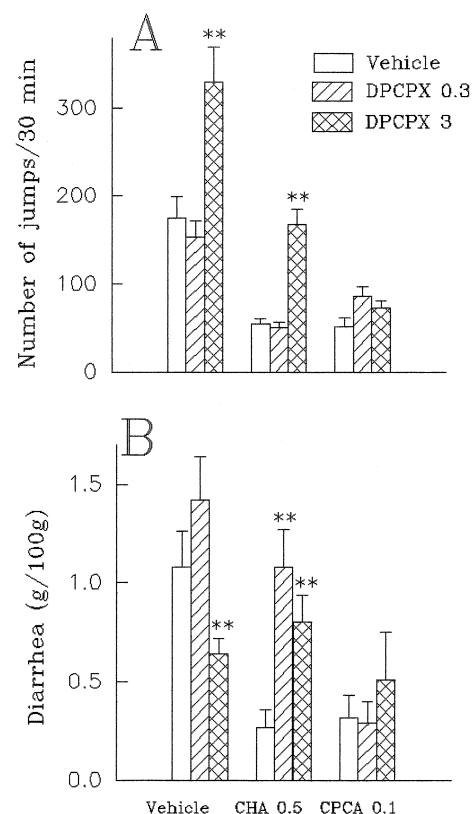 A
**
Vehicle
DPCPX 0.3
DPCPX 3
Number of jumps/30 min
300
200
100
0
**
B
Diarrhea (g/100g)
1.5
1.0
0.5
0.0
**
**
**
Vehicle CHA 0.5 CPCA 0.1